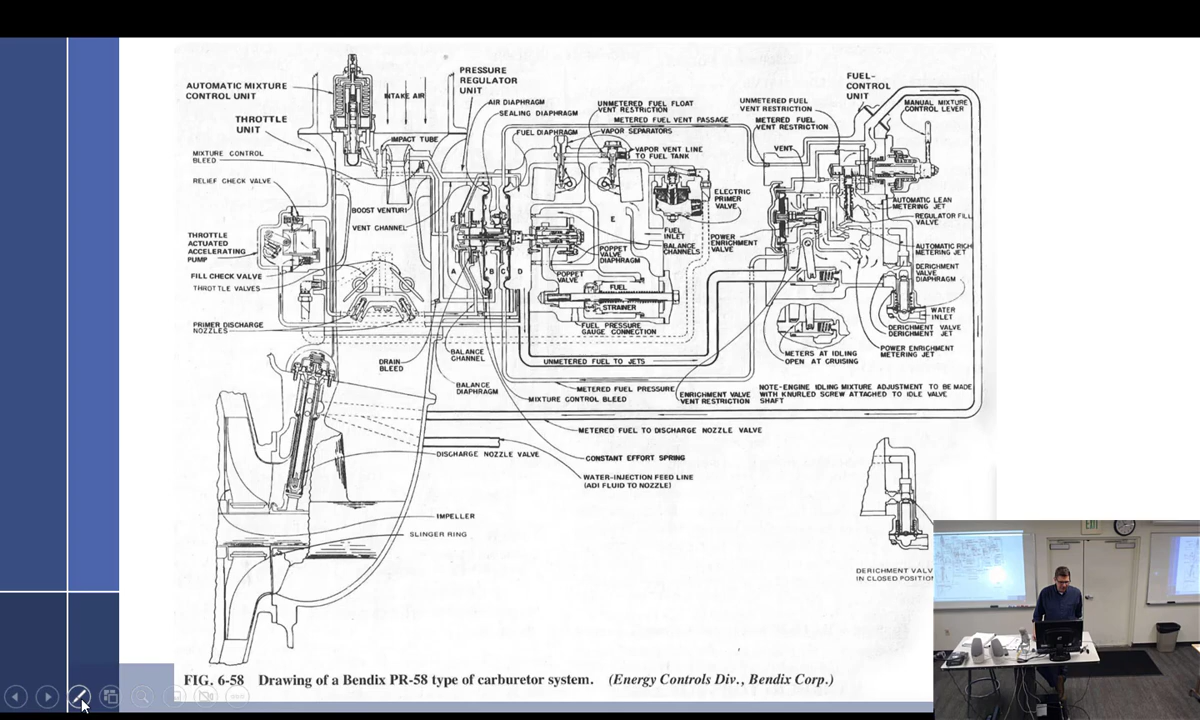 AUTOMATIC MIXTURE
CONTROL UNIT
THROTTLE
UNIT
MIXTURE CONTROL
BLEED
RELIEF CHECK VALVE
THROTTLE
ACTUATED
ACCELERATING
PUMP
FILL CHECK VALVE
THROTTLE VALVES
PRIMER DISCHARGE
NOZZLES
INTAKE AIR
IMPACT TUBE
BOOST VENTURI
VENT CHANNEL
PRESSURE
REGULATOR
UNIT
AIR DIAPHRAGM
SEALING DIAPHRAGM
FUEL DIAPHRAGM
UNMETERED FUEL FLOAT
VENT RESTRICTION
METERED FUEL VENT PASSAGE
VAPOR SEPARATORS
VAPOR VENT LINE
TO FUEL TANK
ELECTRIC
PRIMER
VALVE
FUEL
INLET
BALANCE
CHANNELS
E
POPPET
VALVE
DIAPHRAGM
POPPET
VALVE
FUEL
STRAINER
FUEL PRESSURE
GAUGE CONNECTION
A
B
C
D
E
DRAIN
BLEED
BALANCE
CHANNEL
BALANCE
DIAPHRAGM
UNMETERED FUEL TO JETS
METERED FUEL PRESSURE
MIXTURE CONTROL BLEED
METERED FUEL TO DISCHARGE NOZZLE VALVE
UNMETERED FUEL
VENT RESTRICTION
METERED FUEL
VENT RESTRICTION
VENT
POWER
ENRICHMENT
VALVE
FUEL-
CONTROL
UNIT
MANUAL MIXTURE
CONTROL LEVER
AUTOMATIC LEAN
METERING JET
REGULATOR FILL
VALVE
AUTOMATIC RICH
METERING JET
DERICHMENT
VALVE
DIAPHRAGM
WATER
INLET
DERICHMENT VALVE
DERICHMENT JET
POWER ENRICHMENT
METERING JET
METERS AT IDLING
OPEN AT CRUISING
ENRICHMENT VALVE
VENT RESTRICTION
NOTE-ENGINE IDLING MIXTURE ADJUSTMENT TO BE MADE
WITH KNURLED SCREW ATTACHED TO IDLE VALVE
SHAFT
DISCHARGE NOZZLE VALVE
CONSTANT EFFORT SPRING
WATER-INJECTION FEED LINE
(ADI FLUID TO NOZZLE)
IMPELLER
SLINGER RING
DERICHMENT VALV
IN CLOSED POSITION
EXIT
FIG. 6-58 Drawing of a Bendix PR-58 type of carburetor system. (Energy Controls Div., Bendix Corp.)